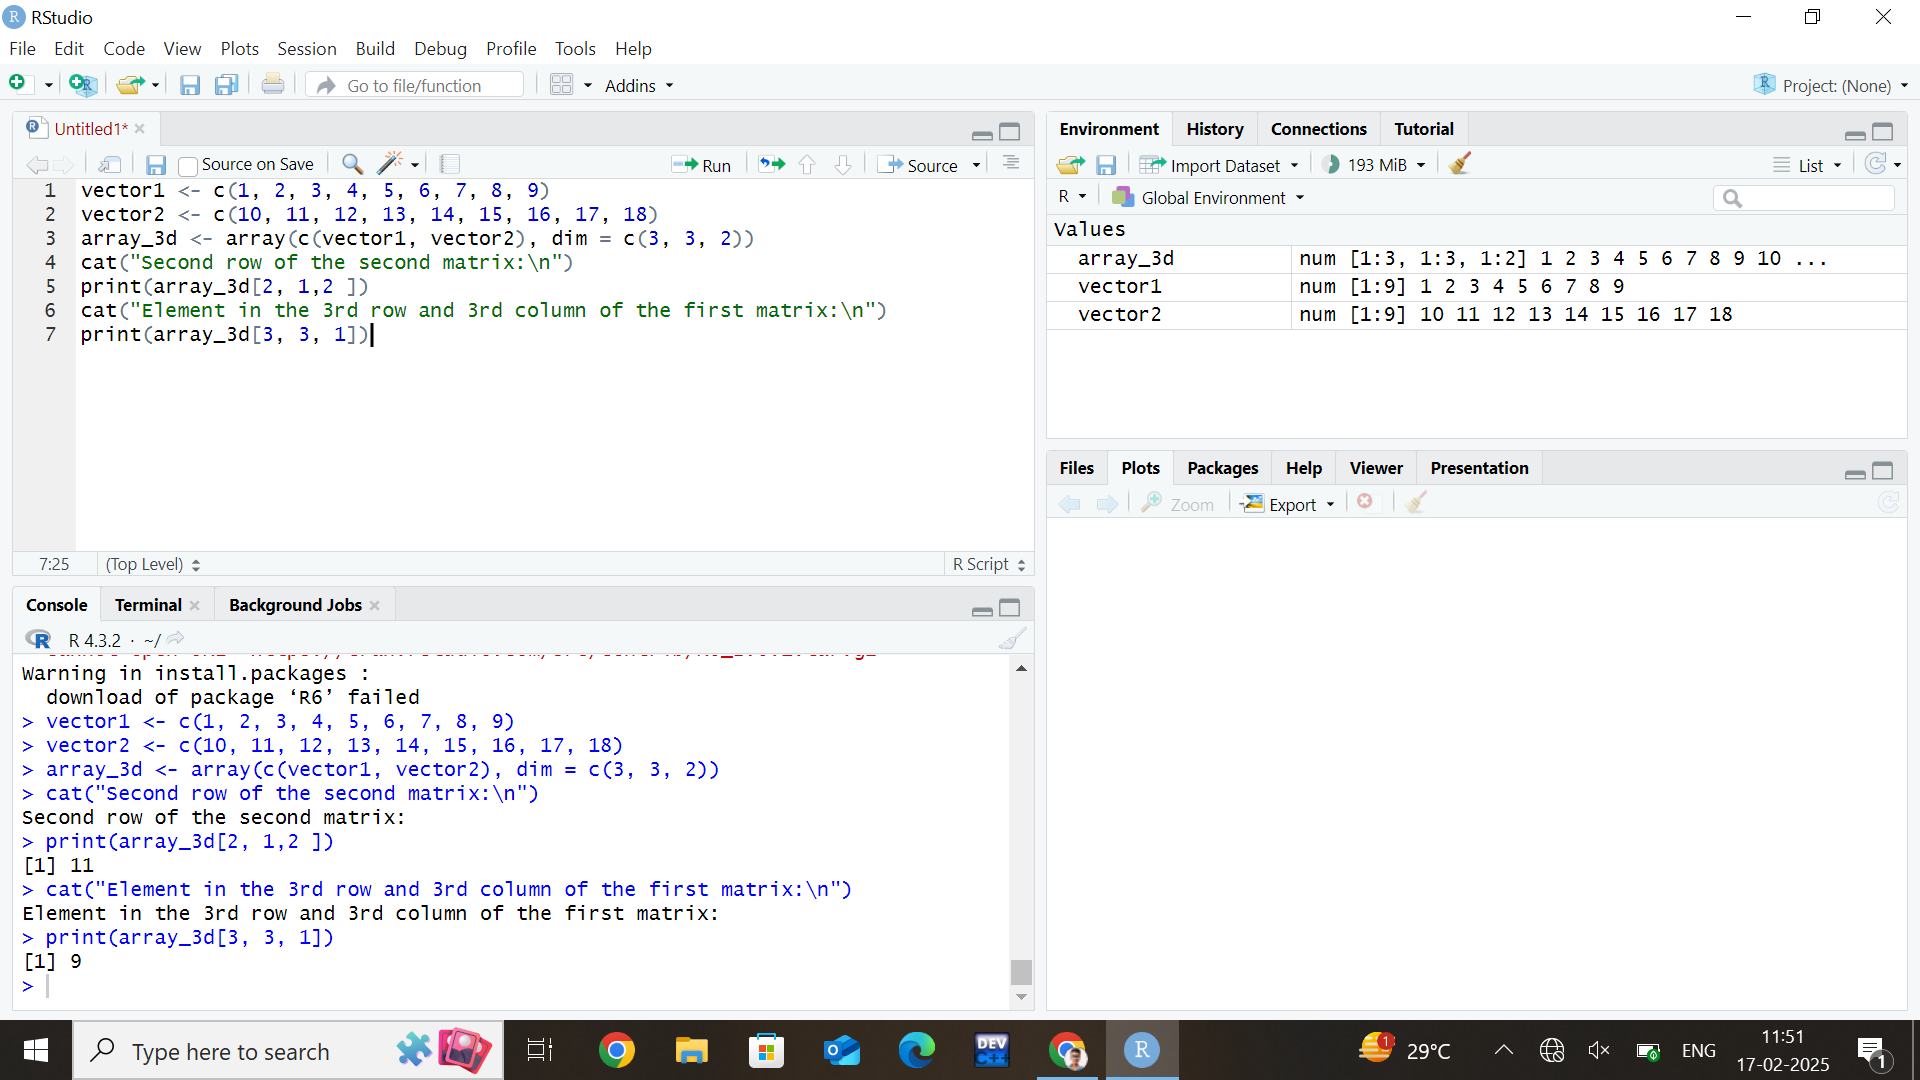 RStudio
File Edit Code View Plots Session Build Debug Profile Tools Help
Go to file/function Addins Project: (None)
Untitled1*
Source on Save Run Source
1 vector1 <- c(1, 2, 3, 4, 5, 6, 7, 8, 9)
2 vector2 <- c(10, 11, 12, 13, 14, 15, 16, 17, 18)
3 array_3d <- array(c(vector1, vector2), dim = c(3, 3, 2))
4 cat("Second row of the second matrix:\n")
5 print(array_3d[2, 1,2 ])
6 cat("Element in the 3rd row and 3rd column of the first matrix:\n")
7 print(array_3d[3, 3, 1])
7:25 (Top Level) R Script
Console Terminal Background Jobs
R 4.3.2 · ~/
Warning in install.packages :
  download of package ‘R6’ failed
> vector1 <- c(1, 2, 3, 4, 5, 6, 7, 8, 9)
> vector2 <- c(10, 11, 12, 13, 14, 15, 16, 17, 18)
> array_3d <- array(c(vector1, vector2), dim = c(3, 3, 2))
> cat("Second row of the second matrix:\n")
Second row of the second matrix:
> print(array_3d[2, 1,2 ])
[1] 11
> cat("Element in the 3rd row and 3rd column of the first matrix:\n")
Element in the 3rd row and 3rd column of the first matrix:
> print(array_3d[3, 3, 1])
[1] 9
>
Environment History Connections Tutorial
Import Dataset 193 MiB List
R Global Environment
Values
array_3d num [1:3, 1:3, 1:2] 1 2 3 4 5 6 7 8 9 10 ...
vector1 num [1:9] 1 2 3 4 5 6 7 8 9
vector2 num [1:9] 10 11 12 13 14 15 16 17 18
Files Plots Packages Help Viewer Presentation
Zoom Export
Type here to search DEV C++ R 1 29°C ENG 11:51
17-02-2025 1